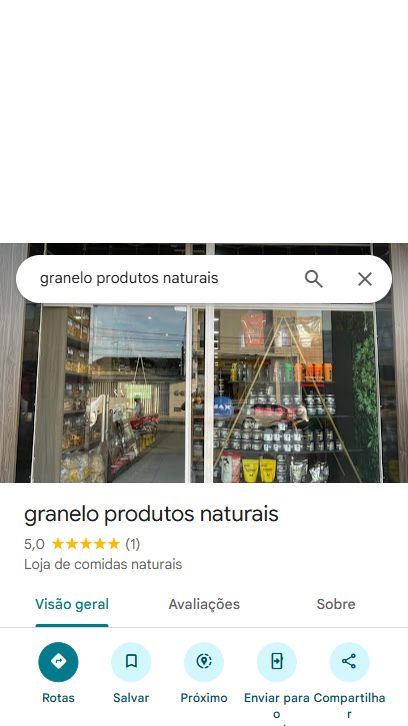 granelo produtos naturais
granelo produtos naturais
5,0 ★★★★★ (1)
Loja de comidas naturais
Visão geral
Avaliações
Sobre
Rotas
Salvar
Próximo
Enviar para
o
Compartilha
r